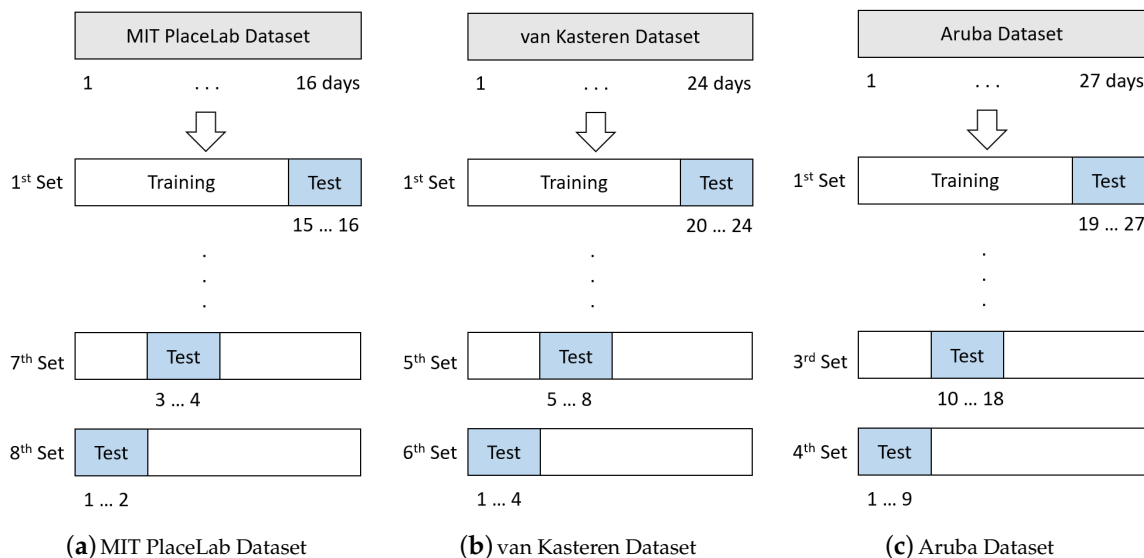 MIT PlaceLab Dataset
1 . . . 16 days
1st Set Training Test
15 ... 16
.
.
.
7th Set Test
3 ... 4
8th Set Test
1 ... 2
(a) MIT PlaceLab Dataset
van Kasteren Dataset
1 . . . 24 days
1st Set Training Test
20 ... 24
.
.
.
5th Set Test
5 ... 8
6th Set Test
1 ... 4
(b) van Kasteren Dataset
Aruba Dataset
1 . . . 27 days
1st Set Training Test
19 ... 27
.
.
.
3rd Set Test
10 ... 18
4th Set Test
1 ... 9
(c) Aruba Dataset